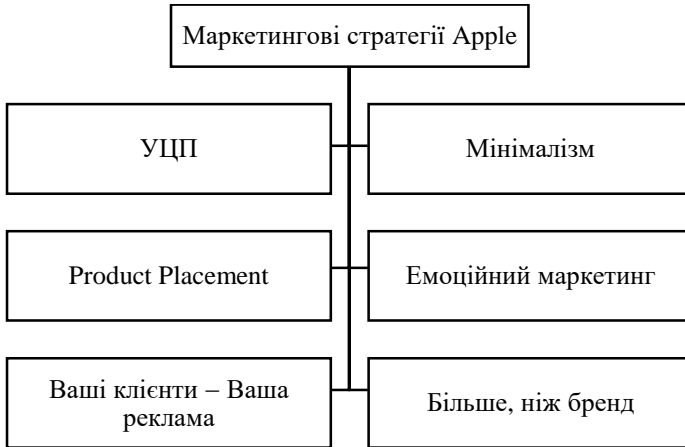 Маркетингові стратегії Apple
УЦП
Мінімалізм
Product Placement
Емоційний маркетинг
Ваші клієнти – Ваша
реклама
Більше, ніж бренд